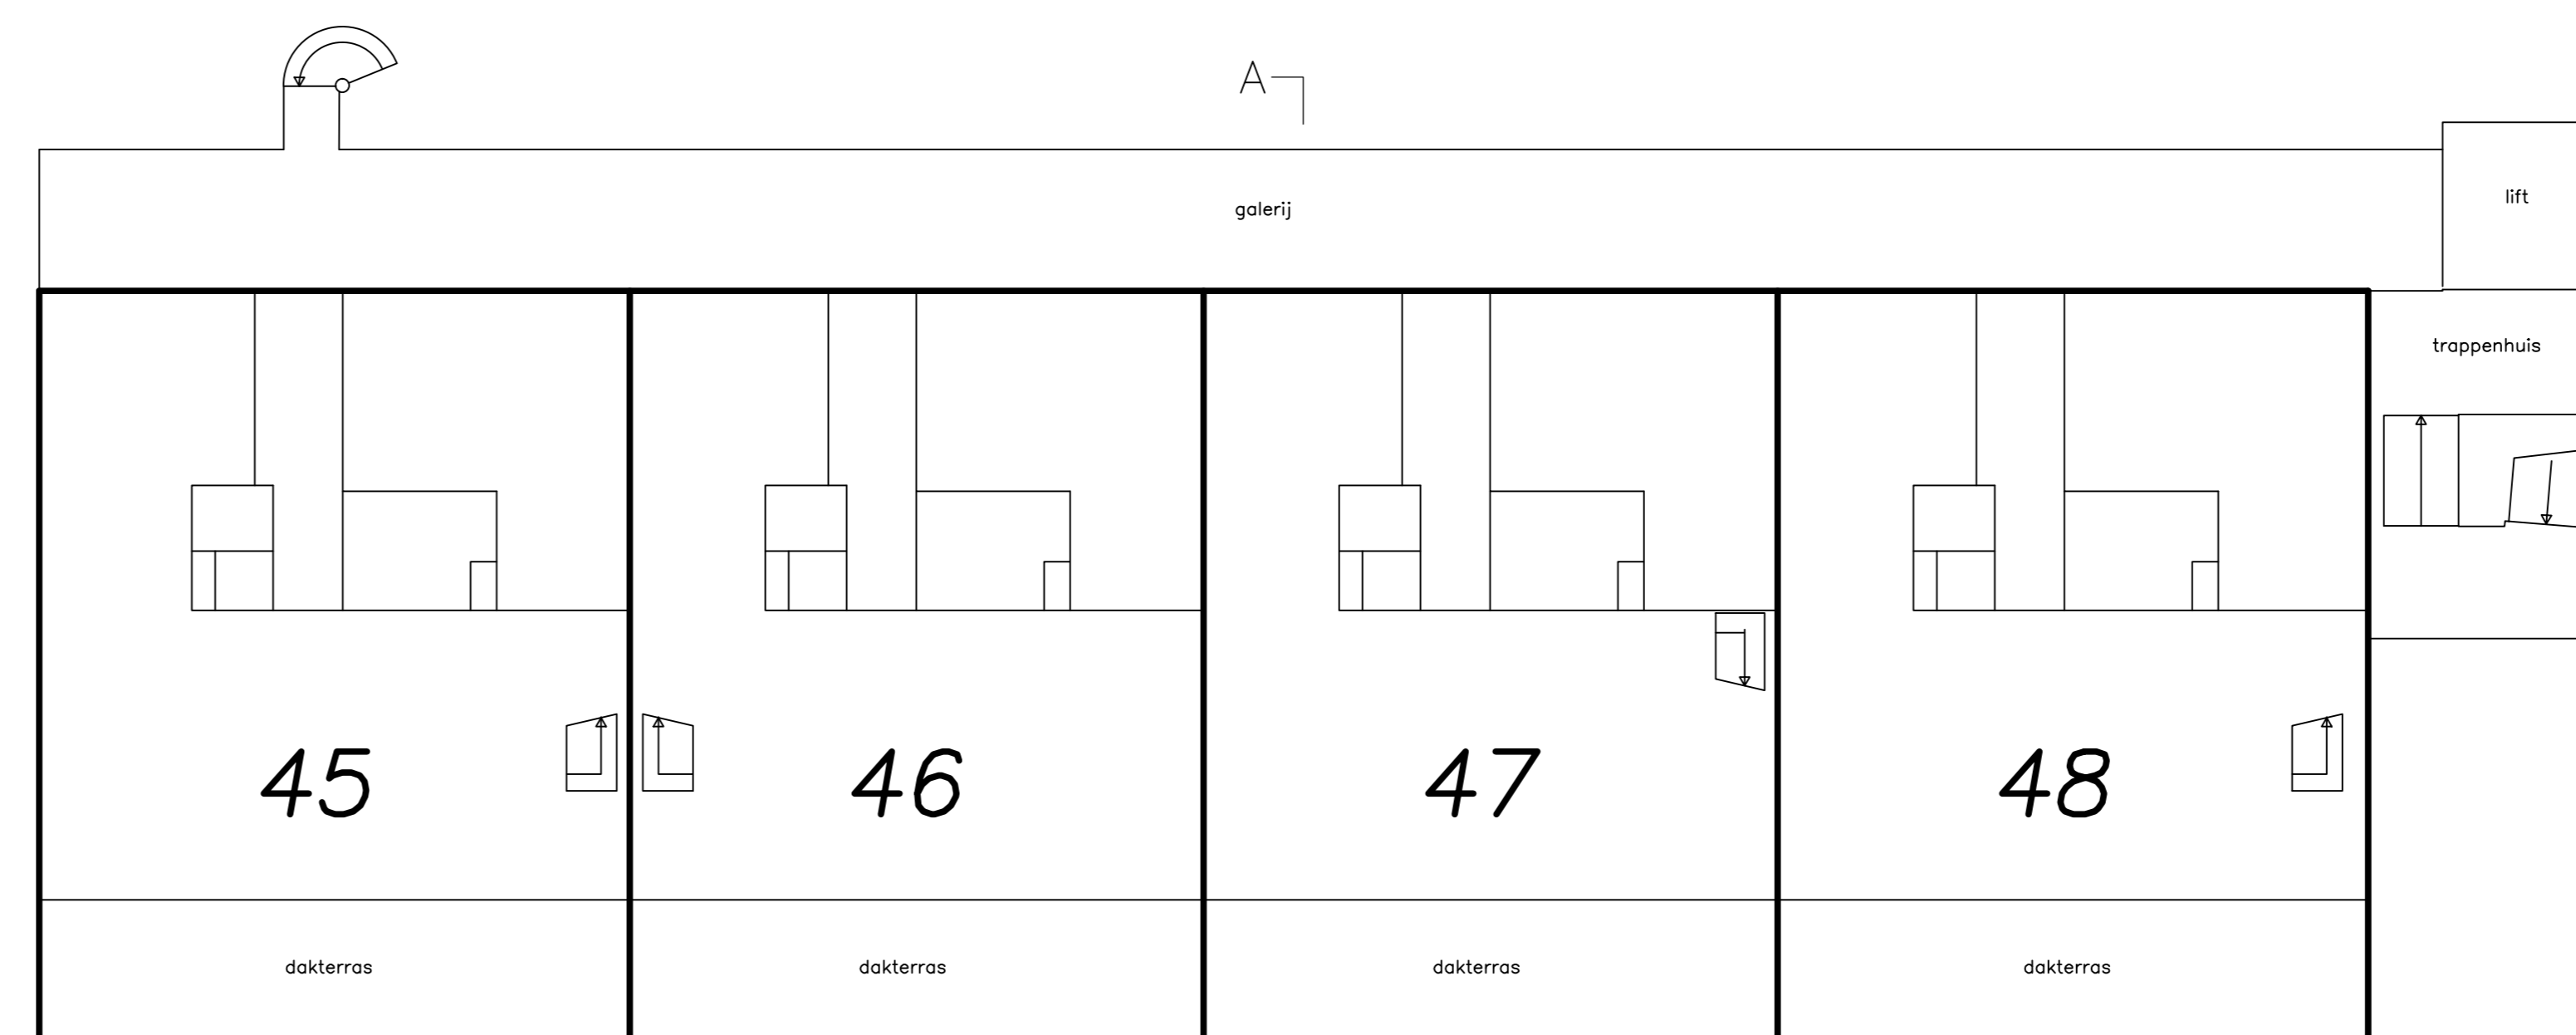 A
lift
galerij
trappenhuis
45
46
47
48
dakterras
dakterras
dakterras
dakterras